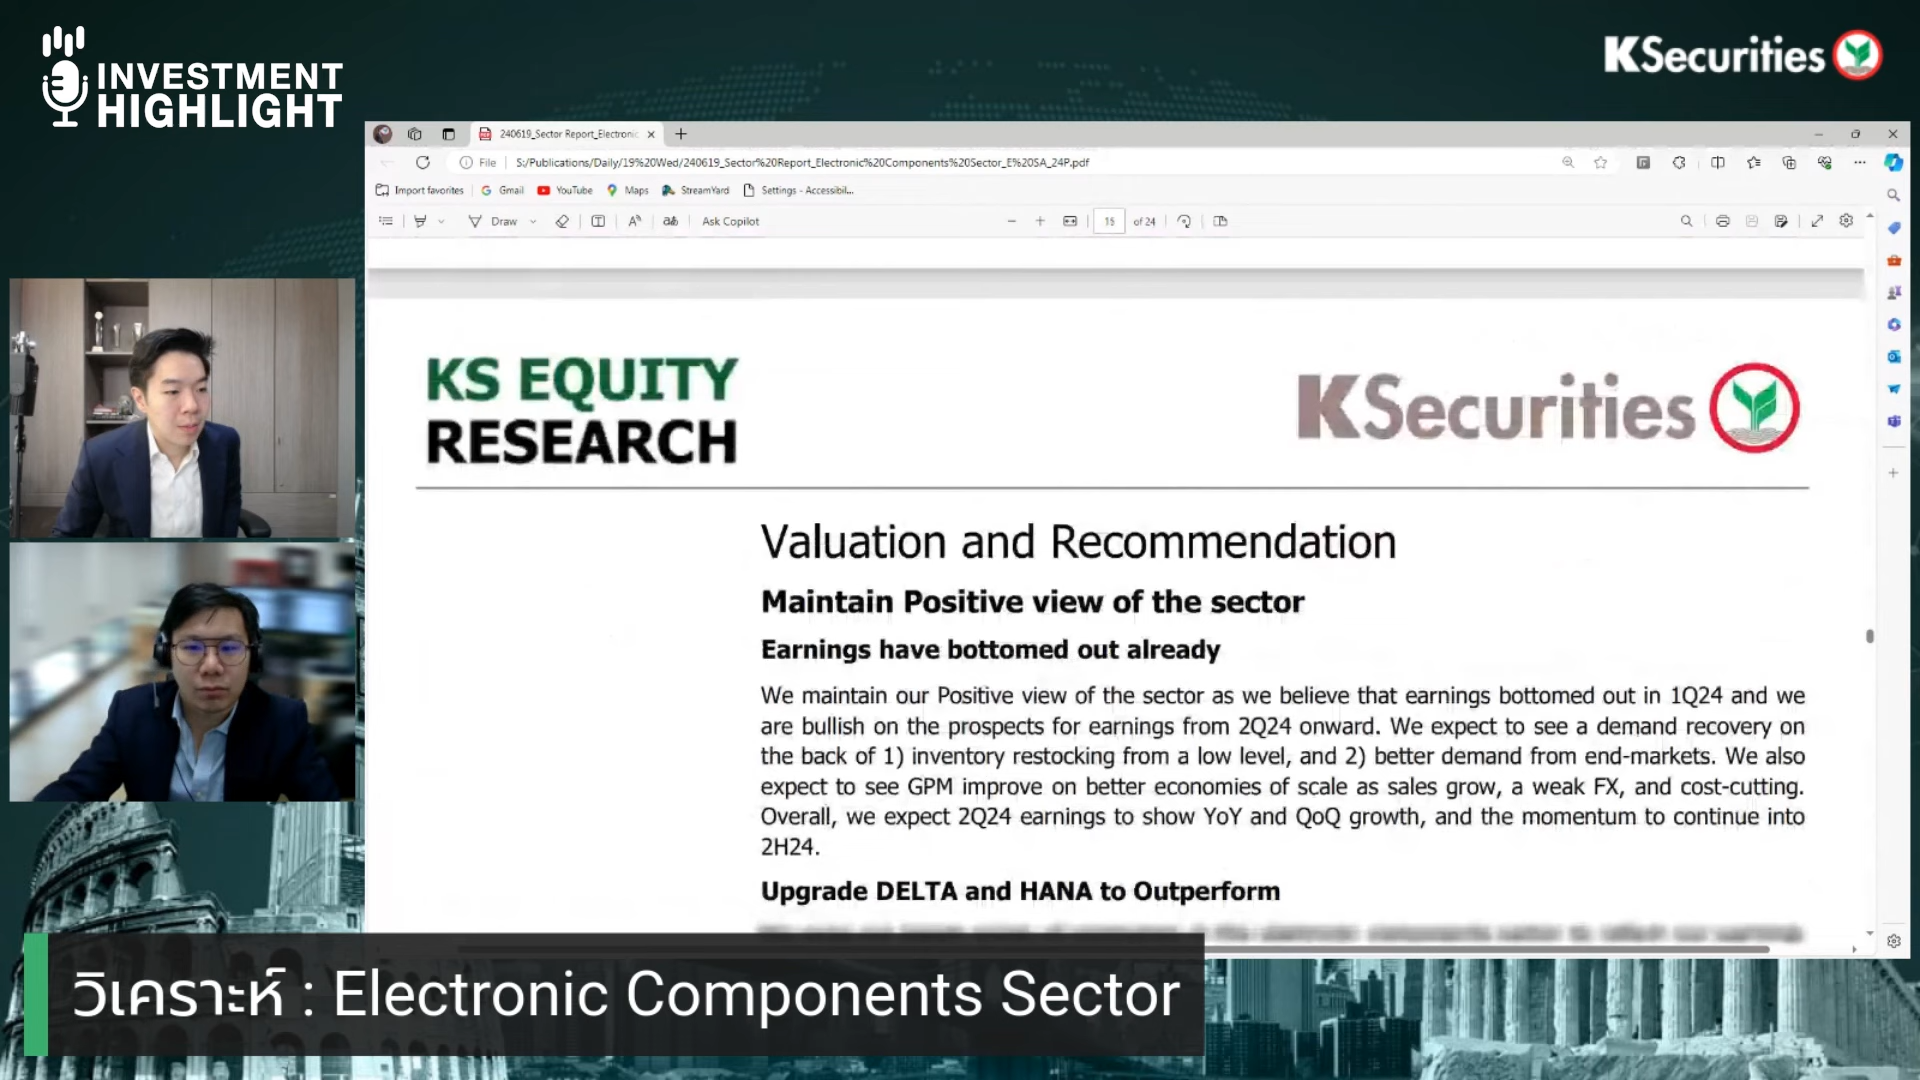 INVESTMENT
HIGHLIGHT
KSecurities
240619_Sector Report_Electronic
File
S:/Publications/Daily/19%20Wed/240619_Sector%20Report_Electronic%20Components%20Sector_E%20SA_24P.pdf
Import favorites
Gmail
YouTube
Maps
StreamYard
Settings - Accessibil...
Draw
Ask Copilot
15 of 24
KS EQUITY
RESEARCH
KSecurities
Valuation and Recommendation
Maintain Positive view of the sector
Earnings have bottomed out already
We maintain our Positive view of the sector as we believe that earnings bottomed out in 1Q24 and we
are bullish on the prospects for earnings from 2Q24 onward. We expect to see a demand recovery on
the back of 1) inventory restocking from a low level, and 2) better demand from end-markets. We also
expect to see GPM improve on better economies of scale as sales grow, a weak FX, and cost-cutting.
Overall, we expect 2Q24 earnings to show YoY and QoQ growth, and the momentum to continue into
2H24.
Upgrade DELTA and HANA to Outperform
วิเคราะห์ : Electronic Components Sector